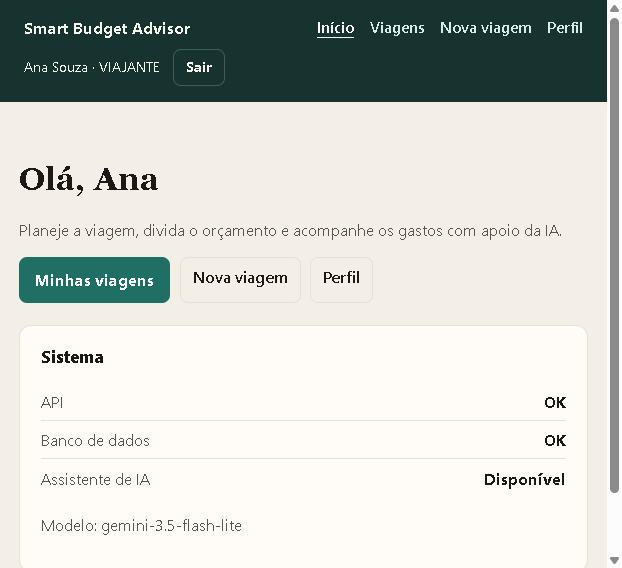 Smart Budget Advisor
Início Viagens Nova viagem Perfil
Ana Souza · VIAJANTE Sair
Olá, Ana
Planeje a viagem, divida o orçamento e acompanhe os gastos com apoio da IA.
Minhas viagens Nova viagem Perfil
Sistema
API OK
Banco de dados OK
Assistente de IA Disponível
Modelo: gemini-3.5-flash-lite